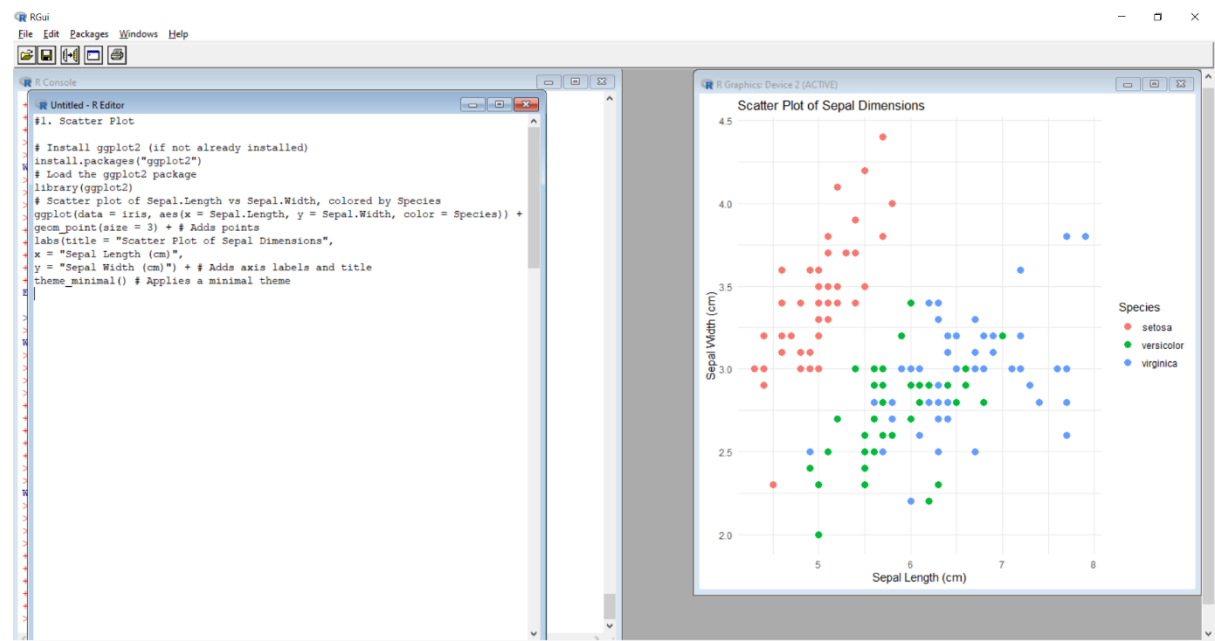 RGui
File Edit Packages Windows Help
R Console
Untitled - R Editor
#1. Scatter Plot
# Install ggplot2 (if not already installed)
install.packages("ggplot2")
# Load the ggplot2 package
library(ggplot2)
# Scatter plot of Sepal.Length vs Sepal.Width, colored by Species
ggplot(data = iris, aes(x = Sepal.Length, y = Sepal.Width, color = Species)) +
geom_point(size = 3) + # Adds points
labs(title = "Scatter Plot of Sepal Dimensions",
x = "Sepal Length (cm)",
y = "Sepal Width (cm)") + # Adds axis labels and title
theme_minimal() # Applies a minimal theme
R Graphics: Device 2 (ACTIVE)
Scatter Plot of Sepal Dimensions
4.5
4.0
3.5
3.0
2.5
2.0
Sepal Width (cm)
5 6 7 8
Sepal Length (cm)
Species
setosa
versicolor
virginica